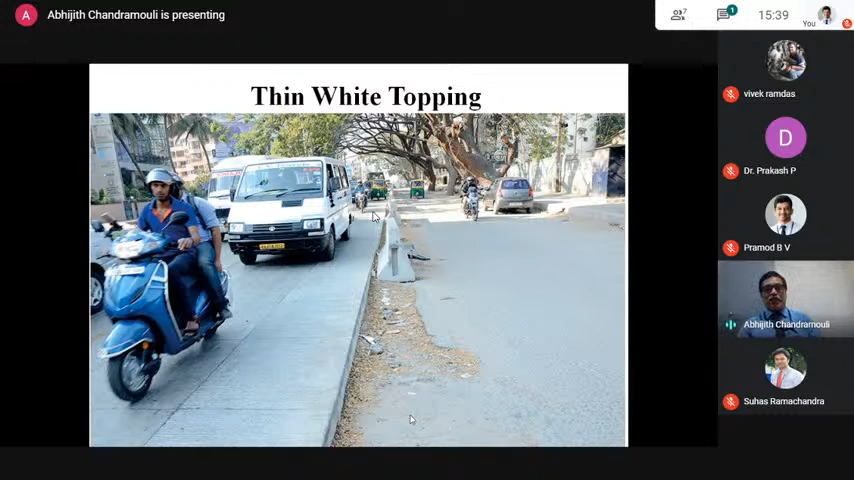 A
Abhijith Chandramouli is presenting
7
1
15:39
You
Thin White Topping
vivek ramdas
D
Dr. Prakash P
Pramod B V
Abhijith Chandramouli
Suhas Ramachandra